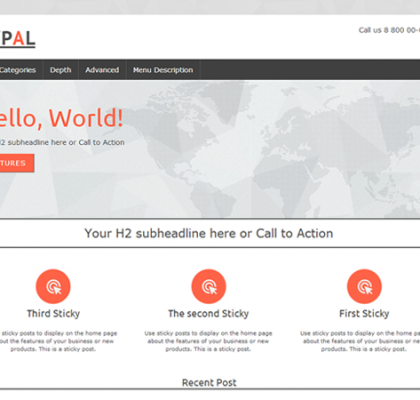 PAL
Call us 8 800 00-
Categories Depth Advanced Menu Description
ello, World!
2 subheadline here or Call to Action
TURES
Your H2 subheadline here or Call to Action
Third Sticky
sticky posts to display on the home page
about the features of your business or new
products. This is a sticky post.
The second Sticky
Use sticky posts to display on the home page
about the features of your business or new
products. This is a sticky post.
First Sticky
Use sticky posts to display on the home
about the features of your business or
products. This is a sticky post.
Recent Post